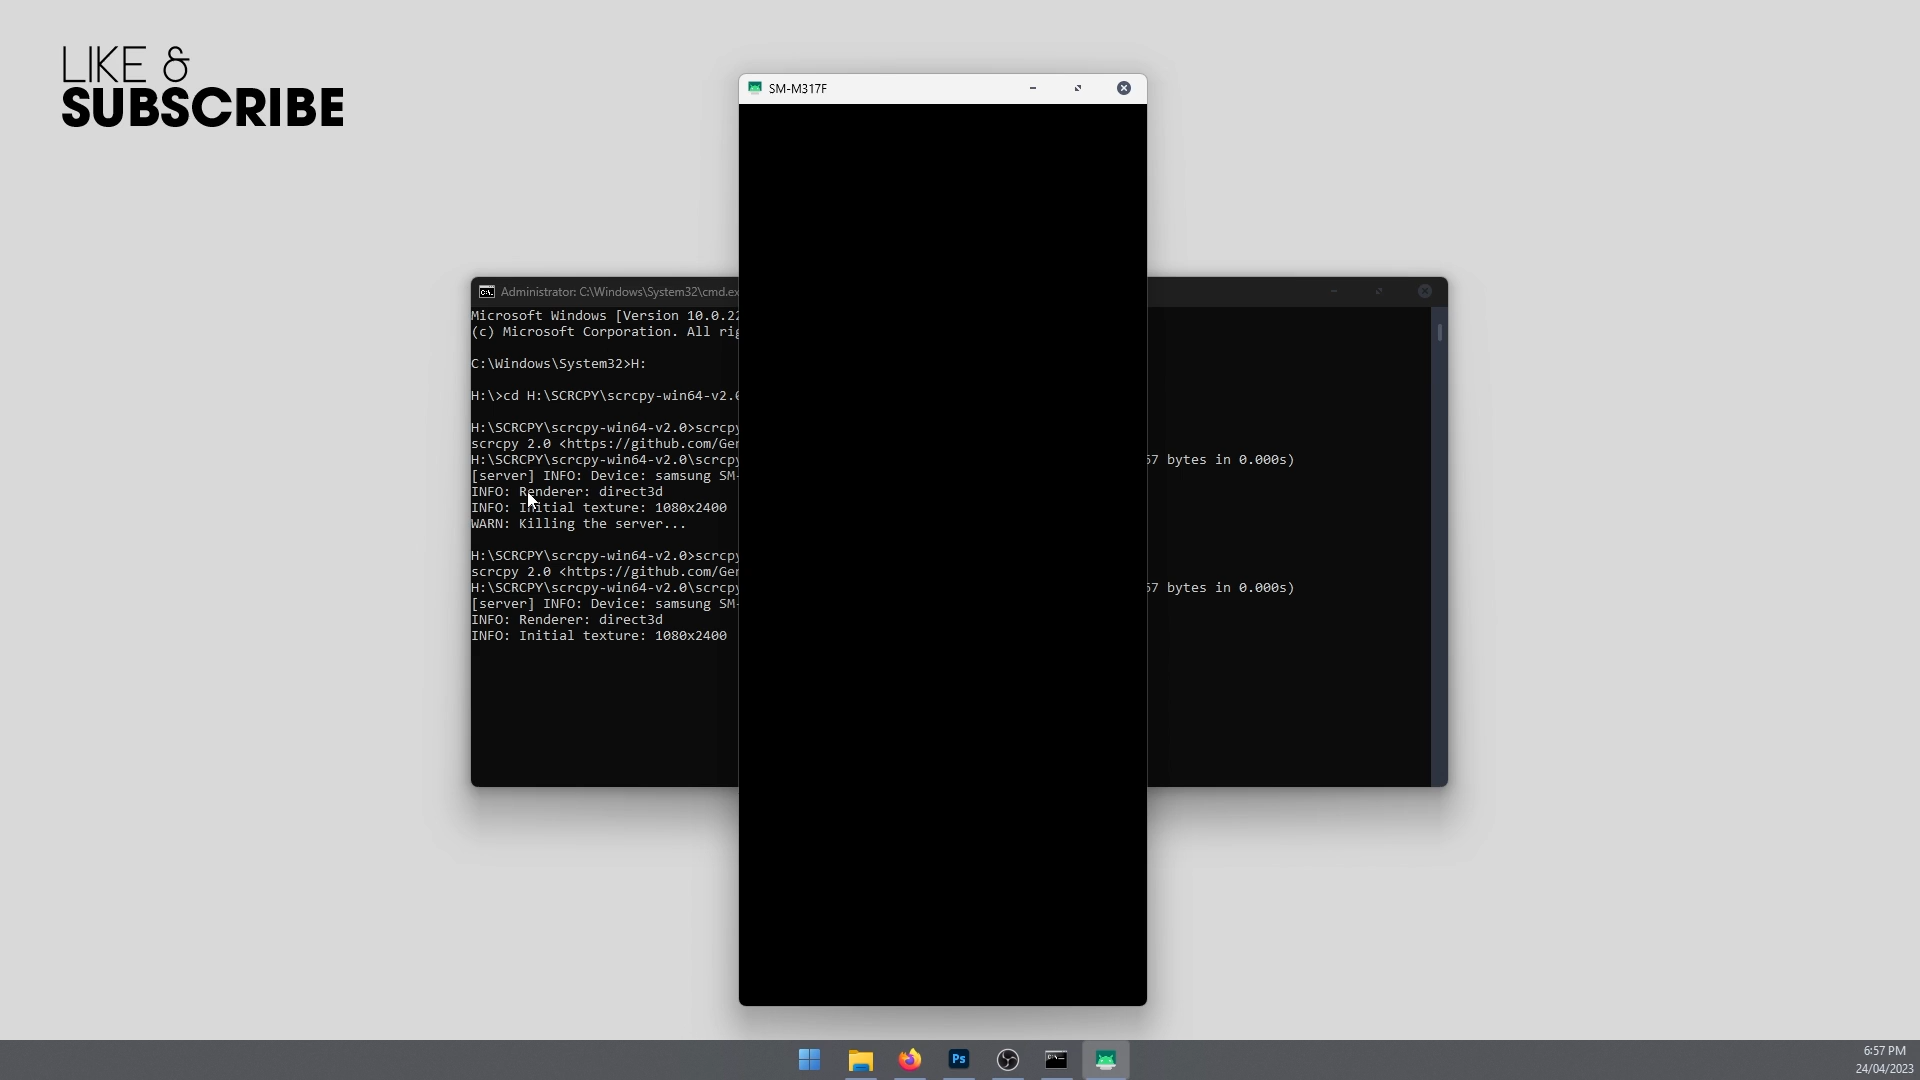 LIKE &
SUBSCRIBE
SM-M317F
Administrator: C:\Windows\System32\cmd.ex
Microsoft Windows [Version 10.0.22
(c) Microsoft Corporation. All rig
C:\Windows\System32>H:
H:\>cd H:\SCRCPY\scrcpy-win64-v2.0
H:\SCRCPY\scrcpy-win64-v2.0>scrcpy
scrcpy 2.0 <https://github.com/Gen
H:\SCRCPY\scrcpy-win64-v2.0\scrcpy 57 bytes in 0.000s)
[server] INFO: Device: samsung SM-
INFO: Renderer: direct3d
INFO: Initial texture: 1080x2400
WARN: Killing the server...
H:\SCRCPY\scrcpy-win64-v2.0>scrcpy
scrcpy 2.0 <https://github.com/Gen
H:\SCRCPY\scrcpy-win64-v2.0\scrcpy 57 bytes in 0.000s)
[server] INFO: Device: samsung SM-
INFO: Renderer: direct3d
INFO: Initial texture: 1080x2400
Ps
6:57 PM
24/04/2023